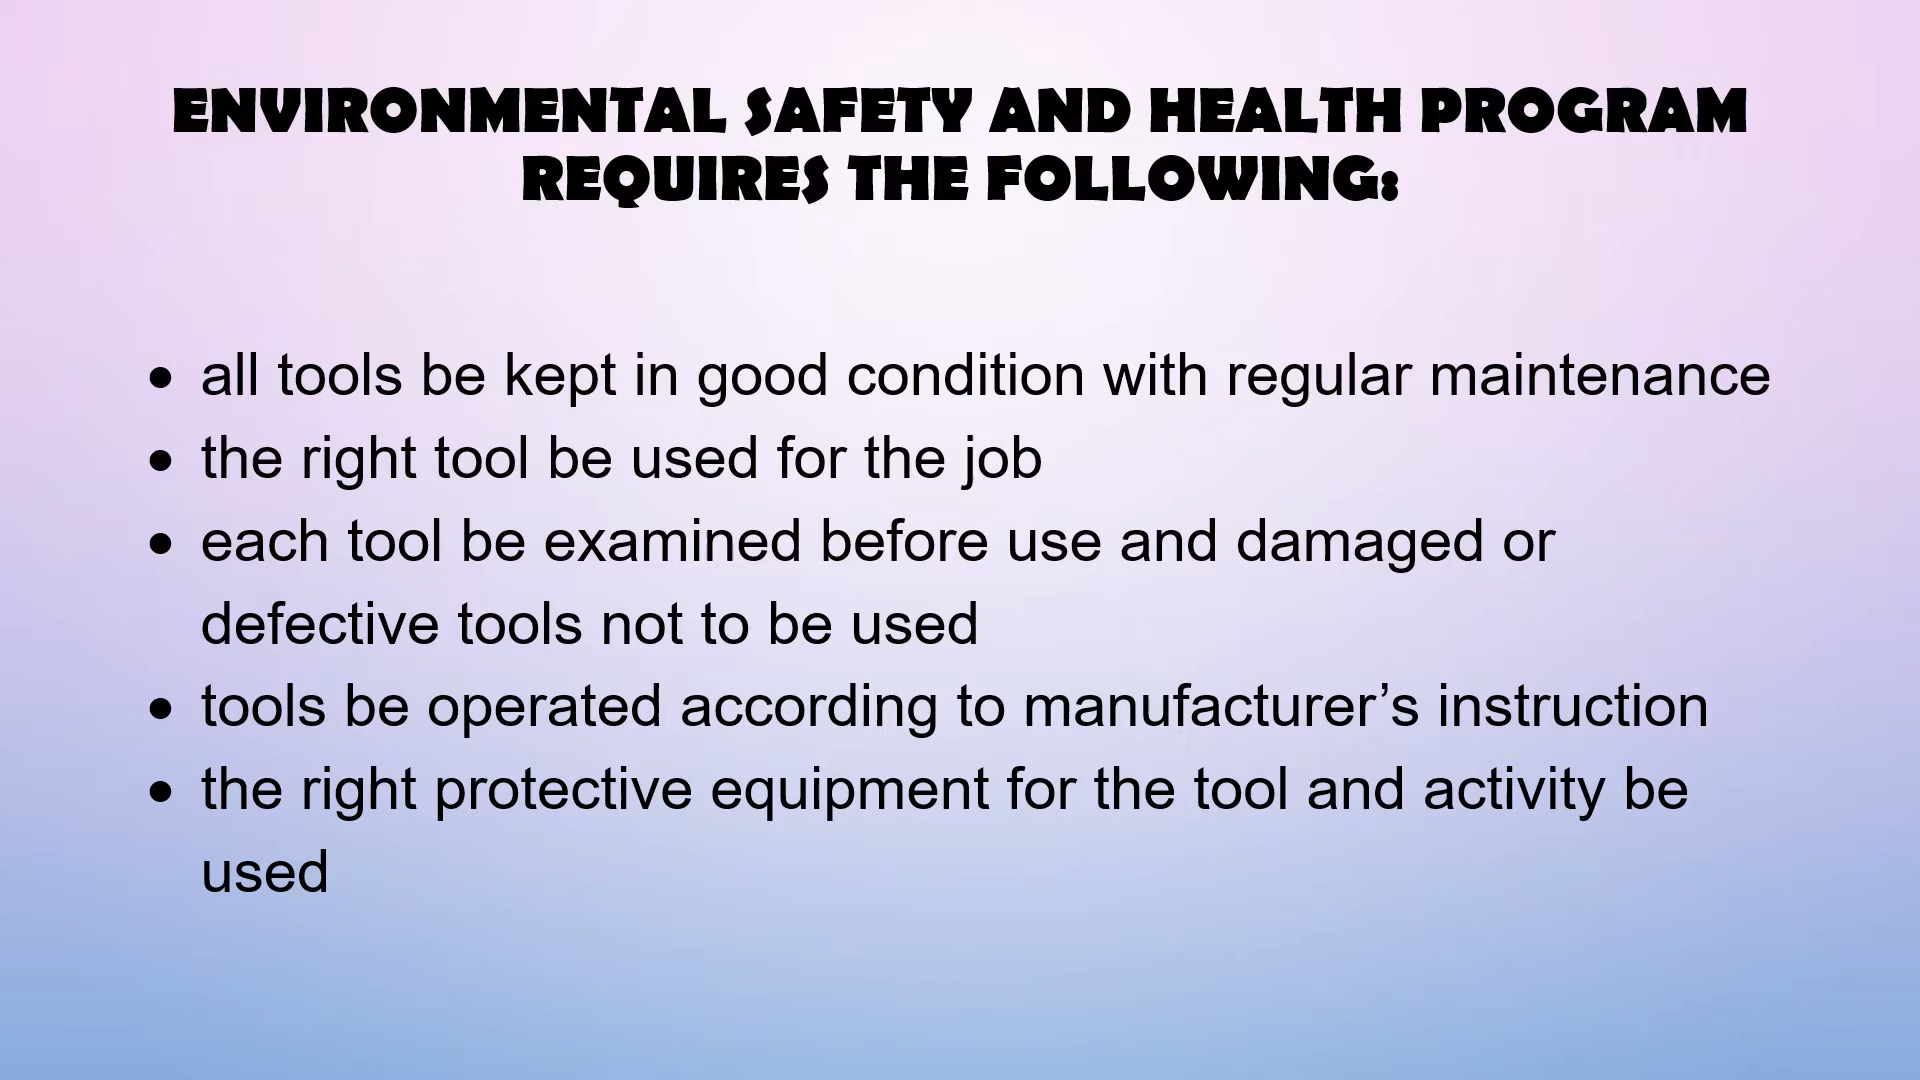 ENVIRONMENTAL SAFETY AND HEALTH PROGRAM
REQUIRES THE FOLLOWING:
• all tools be kept in good condition with regular maintenance
• the right tool be used for the job
• each tool be examined before use and damaged or
defective tools not to be used
• tools be operated according to manufacturer’s instruction
• the right protective equipment for the tool and activity be
used